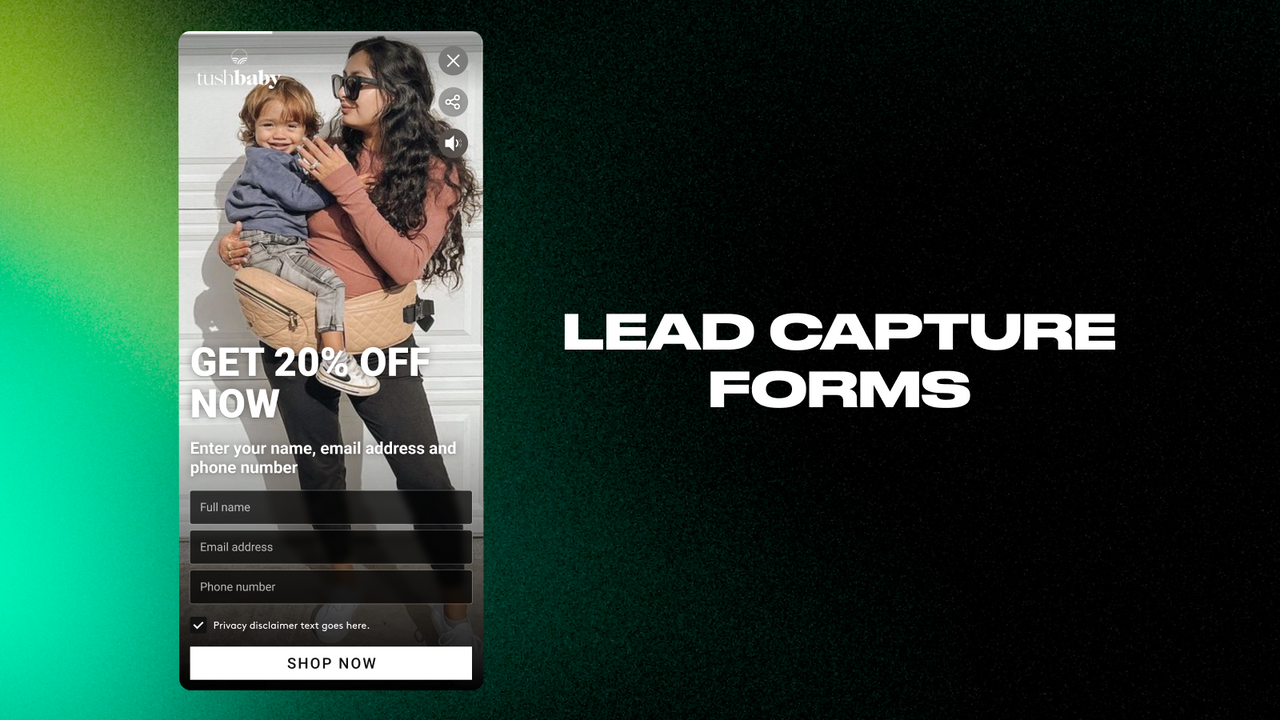 tushbaby
GET 20% OFF
NOW
Enter your name, email address and
phone number
Full name
Email address
Phone number
Privacy disclaimer text goes here.
SHOP NOW
LEAD CAPTURE
FORMS